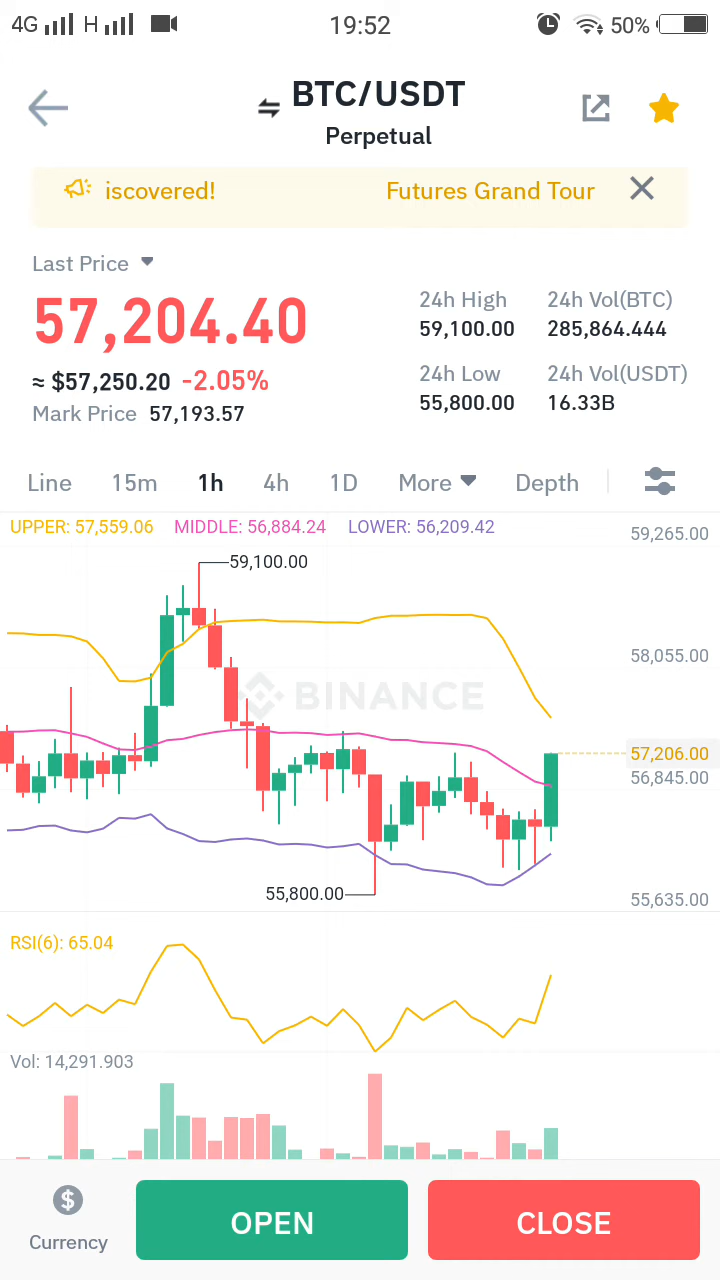 4G H 19:52 50%
BTC/USDT
Perpetual
iscovered! Futures Grand Tour
Last Price
57,204.40
≈ $57,250.20 -2.05%
Mark Price 57,193.57
24h High 24h Vol(BTC)
59,100.00 285,864.444
24h Low 24h Vol(USDT)
55,800.00 16.33B
Line 15m 1h 4h 1D More Depth
UPPER: 57,559.06 MIDDLE: 56,884.24 LOWER: 56,209.42
59,265.00
59,100.00
58,055.00
BINANCE
57,206.00
56,845.00
55,800.00
55,635.00
RSI(6): 65.04
Vol: 14,291.903
$
Currency
OPEN
CLOSE